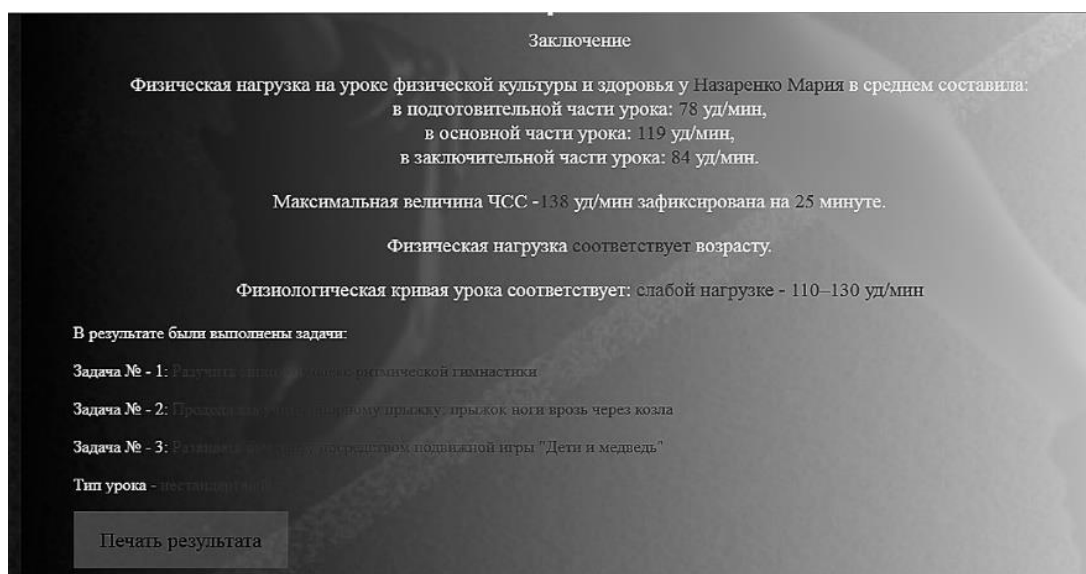 Заключение
Физическая нагрузка на уроке физической культуры и здоровья у Назаренко Мария в среднем составила:
в подготовительной части урока: 78 уд/мин,
в основной части урока: 119 уд/мин,
в заключительной части урока: 84 уд/мин.
Максимальная величина ЧСС -138 уд/мин зафиксирована на 25 минуте.
Физическая нагрузка соответствует возрасту.
Физиологическая кривая урока соответствует: слабой нагрузке - 110–130 уд/мин
В результате были выполнены задачи:
Задача № - 1: Разучить ритмической гимнастики
Задача № - 2: прыжку, прыжок ноги врозь через козла
Задача № - 3: Развивать посредством подвижной игры "Дети и медведь"
Тип урока -
Печать результата